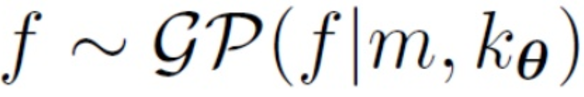 f ∼ 𝒢𝒫(f|m, k_𝜽)